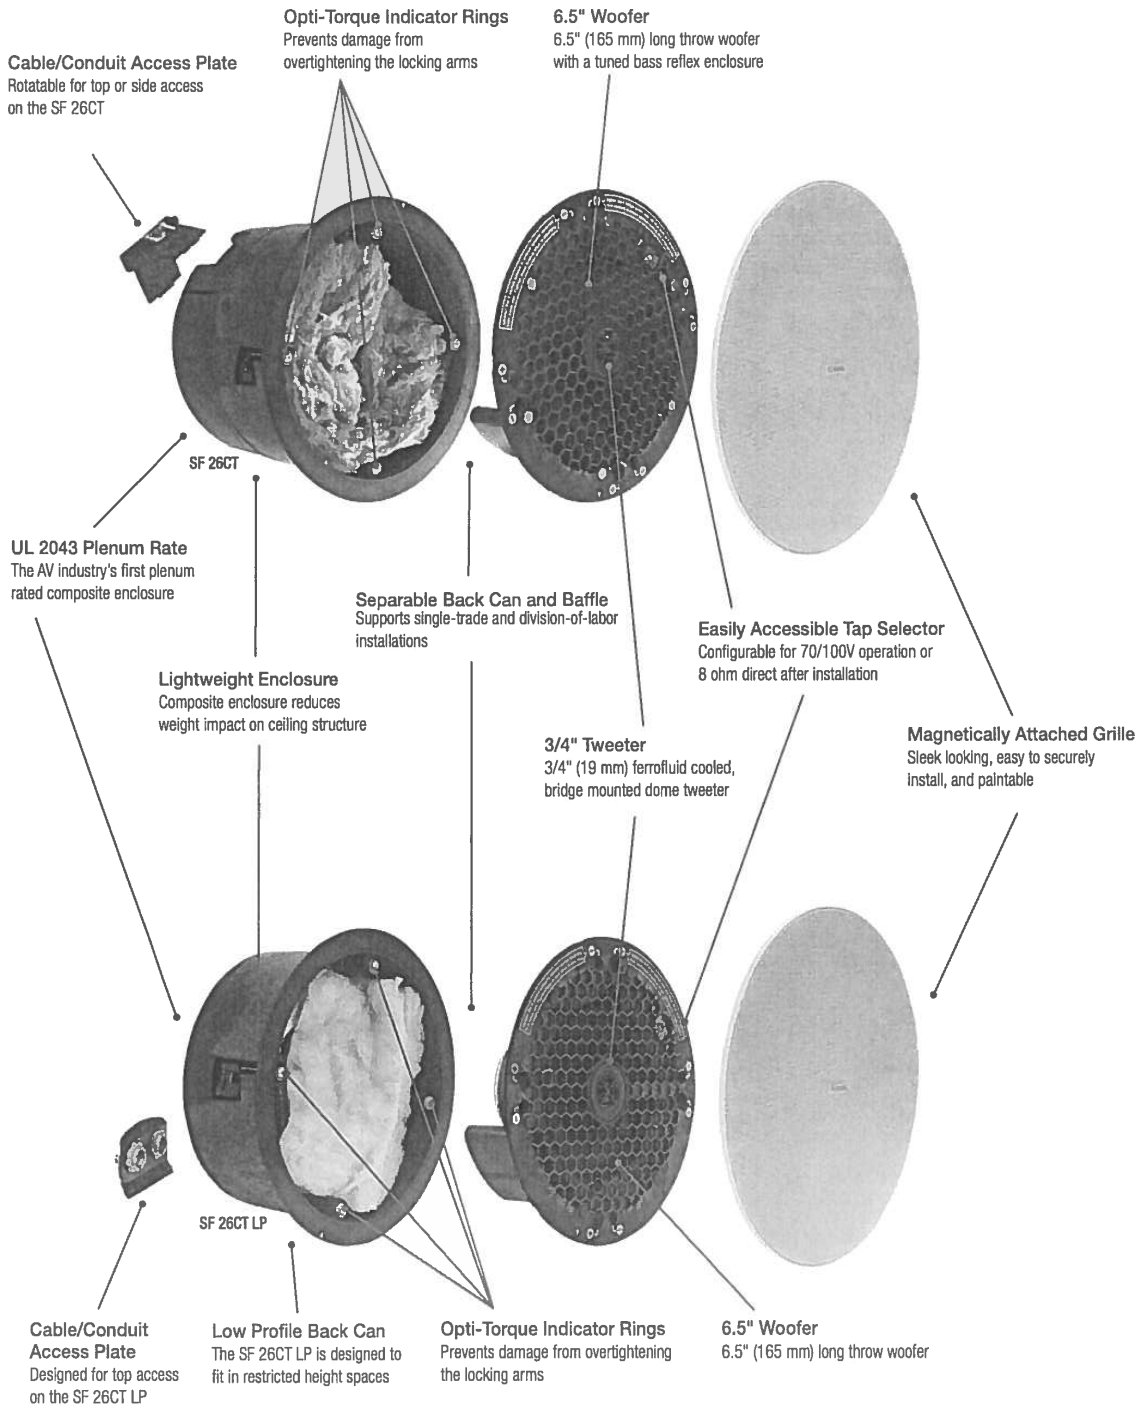 Opti-Torque Indicator Rings
Prevents damage from
overtightening the locking arms
6.5" Woofer
6.5" (165 mm) long throw woofer
with a tuned bass reflex enclosure
Cable/Conduit Access Plate
Rotatable for top or side access
on the SF 26CT
SF 26CT
UL 2043 Plenum Rate
The AV industry's first plenum
rated composite enclosure
Separable Back Can and Baffle
Supports single-trade and division-of-labor
installations
Easily Accessible Tap Selector
Configurable for 70/100V operation or
8 ohm direct after installation
Lightweight Enclosure
Composite enclosure reduces
weight impact on ceiling structure
3/4" Tweeter
3/4" (19 mm) ferrofluid cooled,
bridge mounted dome tweeter
Magnetically Attached Grille
Sleek looking, easy to securely
install, and paintable
SF 26CT LP
Cable/Conduit
Access Plate
Designed for top access
on the SF 26CT LP
Low Profile Back Can
The SF 26CT LP is designed to
fit in restricted height spaces
Opti-Torque Indicator Rings
Prevents damage from overtightening
the locking arms
6.5" Woofer
6.5" (165 mm) long throw woofer